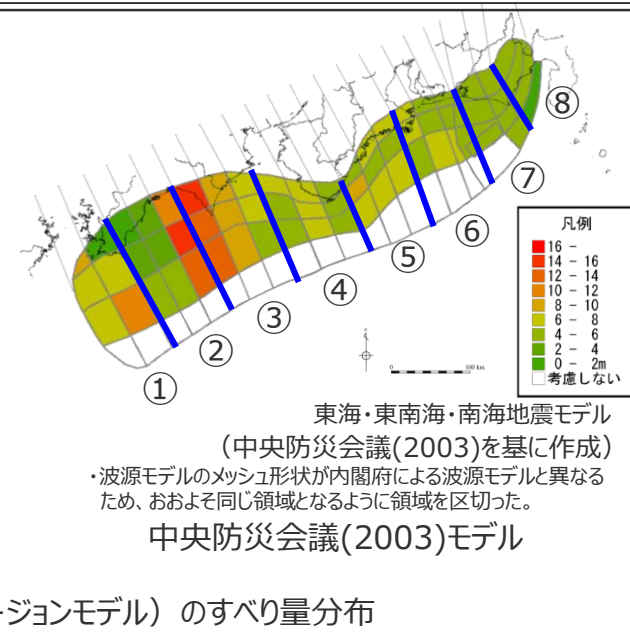 ⑧
⑦
⑥
⑤
④
③
②
①
凡例
16 -
14 - 16
12 - 14
10 - 12
8 - 10
6 - 8
4 - 6
2 - 4
0 - 2m
考慮しない
0 100 km
東海・東南海・南海地震モデル
(中央防災会議(2003)を基に作成)
・波源モデルのメッシュ形状が内閣府による波源モデルと異なる
ため、おおよそ同じ領域となるように領域を区切った。
中央防災会議(2003)モデル
ージョンモデル)のすべり量分布